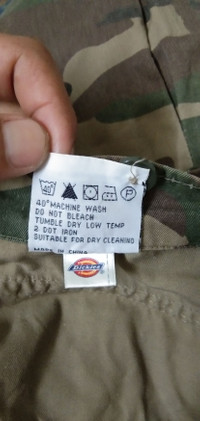 40
P
40° MACHINE WASH
DO NOT BLEACH
TUMBLE DRY LOW TEMP
2 DOT IRON
SUITABLE FOR DRY CLEANING
MADE IN CHINA
Dickies